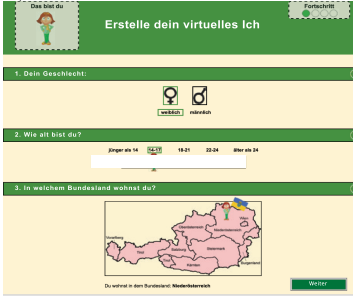 Das bist du
Erstelle dein virtuelles Ich
Fortschritt
1. Dein Geschlecht:
weiblich männlich
2. Wie alt bist du?
jünger als 14 14-17 18-21 22-24 älter als 24
3. In welchem Bundesland wohnst du?
Wien
Oberösterreich
Niederösterreich
Vorarlberg
Salzburg
Steiermark
Tirol
Tirol
Kärnten
Burgenland
Du wohnst in dem Bundesland: Niederösterreich
Weiter